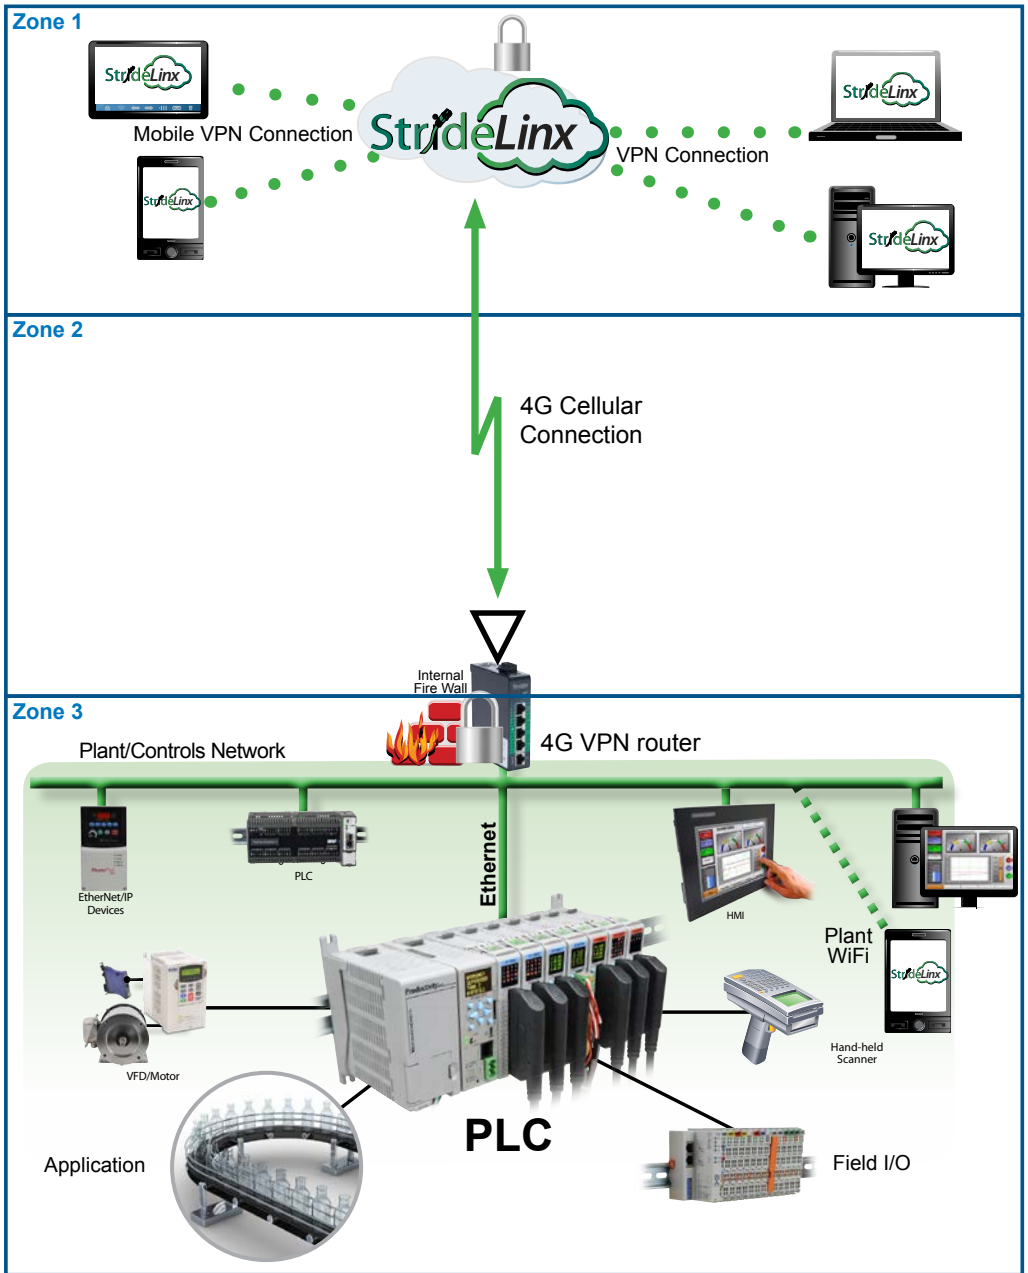 Zone 1
StrideLinx
StrideLinx
StrideLinx
Mobile VPN Connection
VPN Connection
StrideLinx
StrideLinx
Zone 2
4G Cellular
Connection
Internal
Fire Wall
Zone 3
4G VPN router
Plant/Controls Network
Ethernet
EtherNet/IP
Devices
PLC
HMI
Plant
WiFi
StrideLinx
Productivity
VFD/Motor
Hand-held
Scanner
PLC
Application
Field I/O